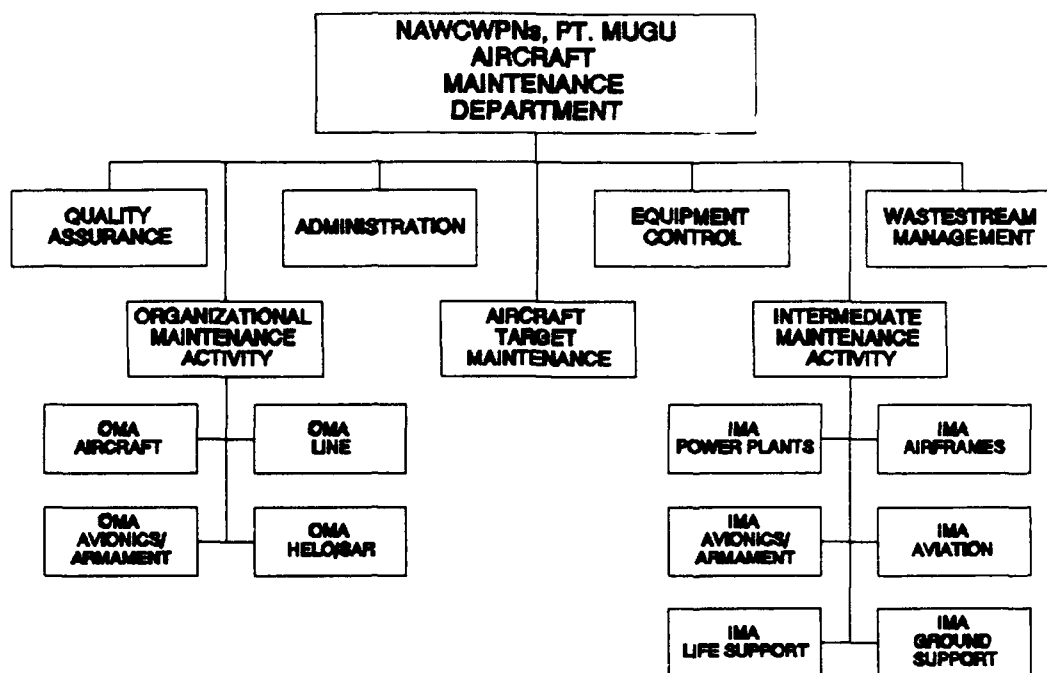 NAWCWPNs, PT. MUGU
AIRCRAFT
MAINTENANCE
DEPARTMENT
QUALITY
ASSURANCE
ADMINISTRATION
EQUIPMENT
CONTROL
WASTESTREAM
MANAGEMENT
ORGANIZATIONAL
MAINTENANCE
ACTIVITY
AIRCRAFT
TARGET
MAINTENANCE
INTERMEDIATE
MAINTENANCE
ACTIVITY
OMA
AIRCRAFT
OMA
LINE
IMA
POWER PLANTS
IMA
AIRFRAMES
OMA
AVIONICS/
ARMAMENT
OMA
HELO/SAR
IMA
AVIONICS/
ARMAMENT
IMA
AVIATION
IMA
LIFE SUPPORT
IMA
GROUND
SUPPORT